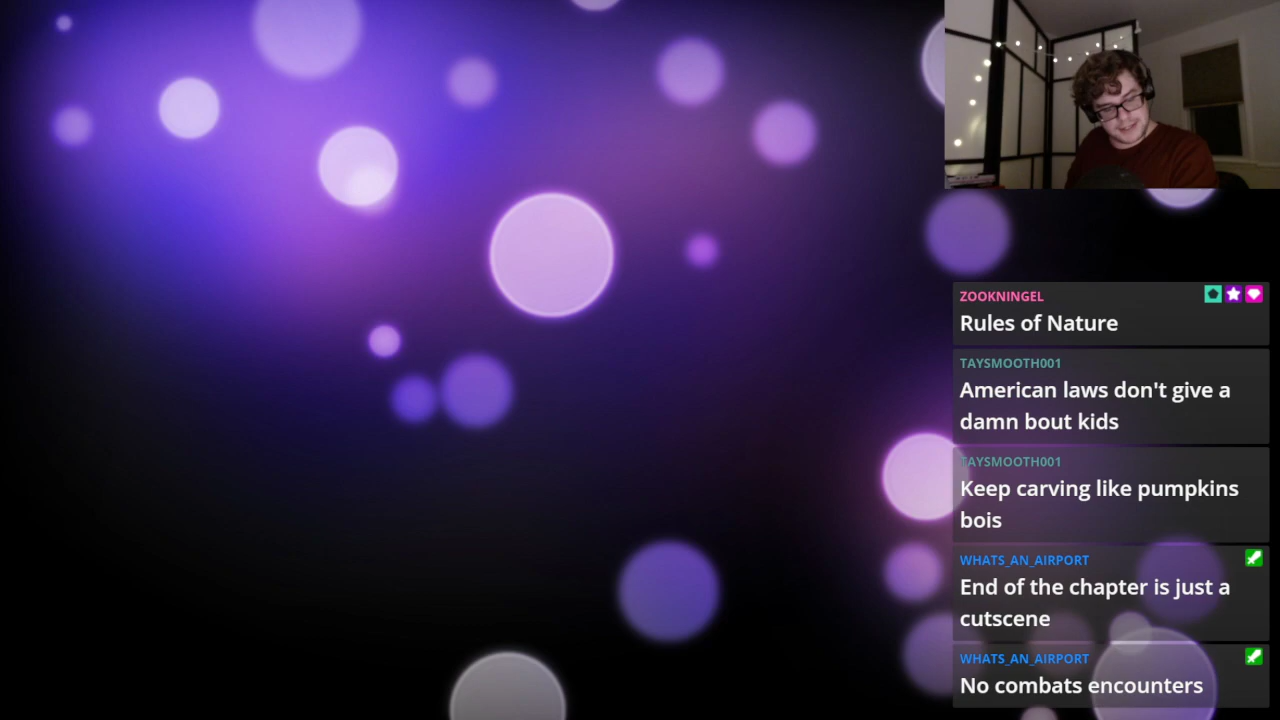 ZOOKNINGEL
Rules of Nature
TAYSMOOTH001
American laws don't give a
damn bout kids
TAYSMOOTH001
Keep carving like pumpkins
bois
WHATS_AN_AIRPORT
End of the chapter is just a
cutscene
WHATS_AN_AIRPORT
No combats encounters